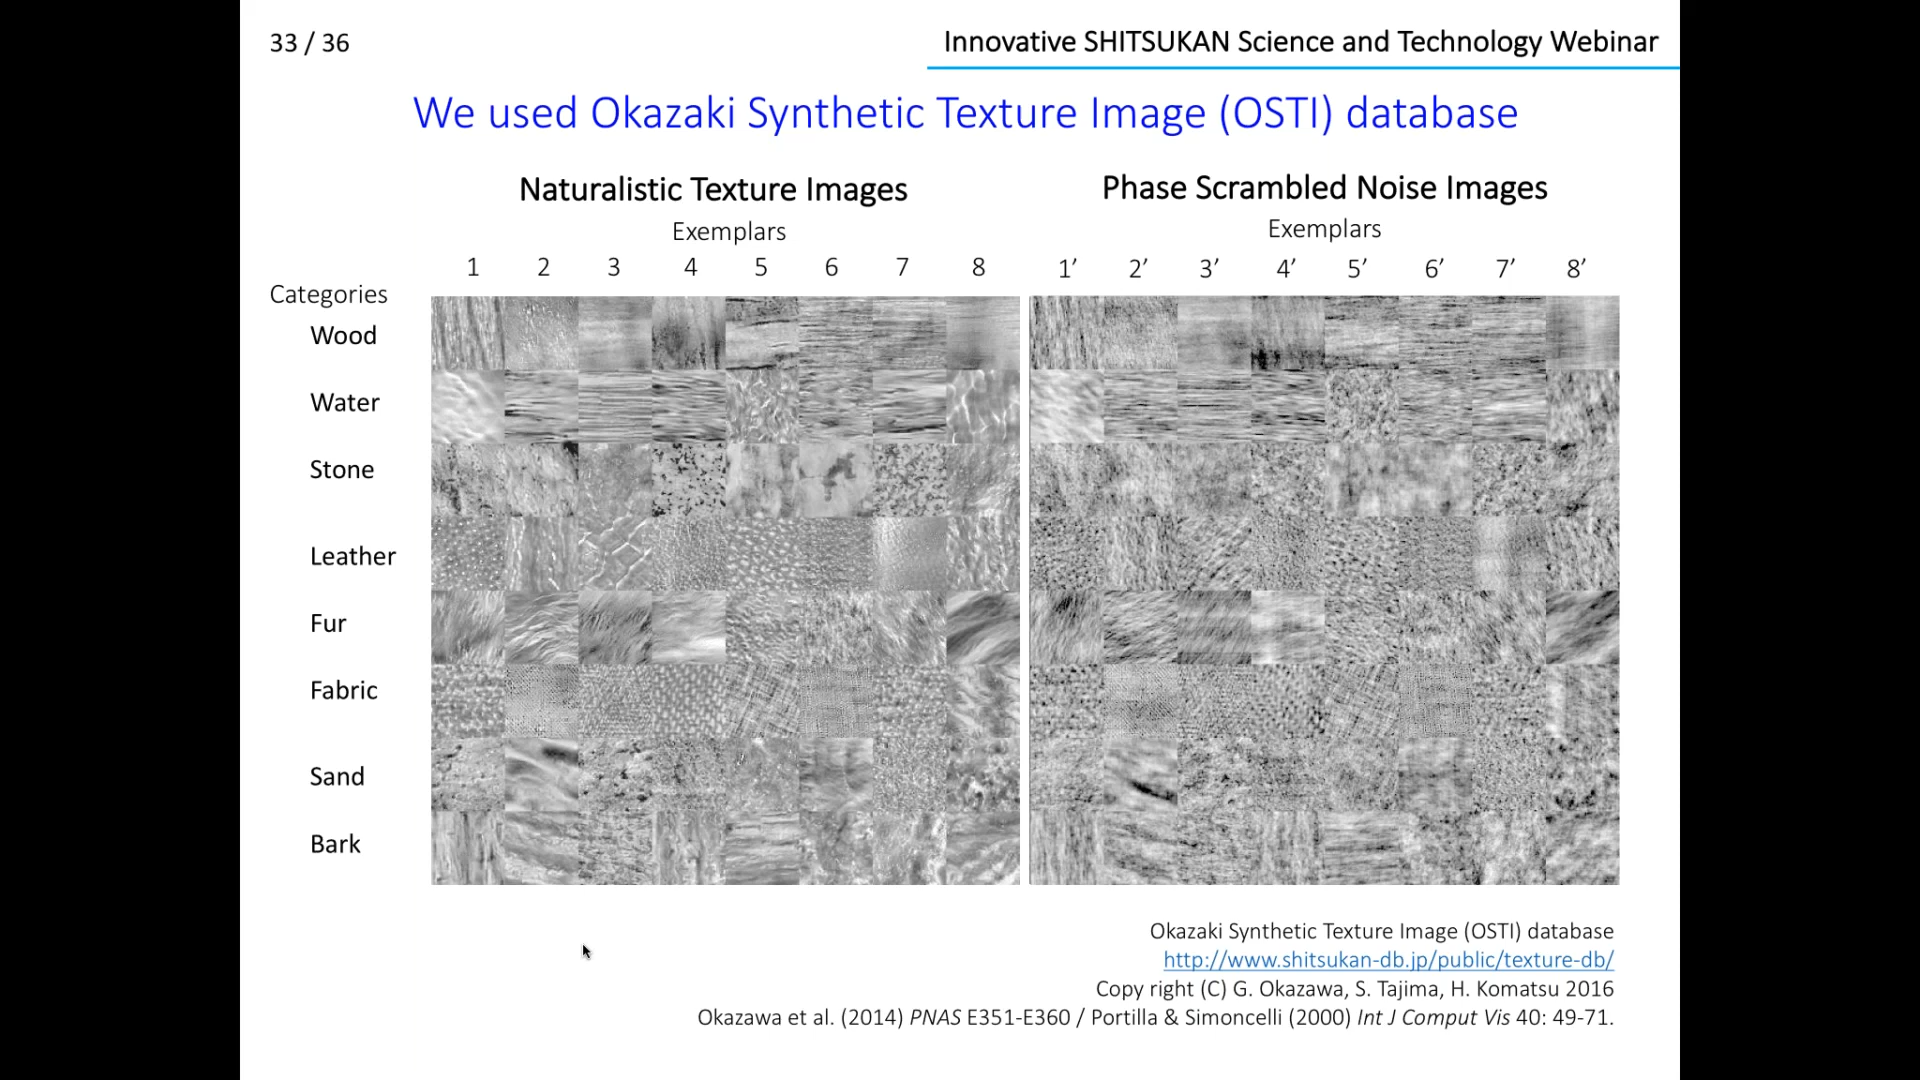 33 / 36
Innovative SHITSUKAN Science and Technology Webinar
We used Okazaki Synthetic Texture Image (OSTI) database
Naturalistic Texture Images
Phase Scrambled Noise Images
Exemplars
Exemplars
1 2 3 4 5 6 7 8
1’ 2’ 3’ 4’ 5’ 6’ 7’ 8’
Categories
Wood
Water
Stone
Leather
Fur
Fabric
Sand
Bark
Okazaki Synthetic Texture Image (OSTI) database
http://www.shitsukan-db.jp/public/texture-db/
Copy right (C) G. Okazawa, S. Tajima, H. Komatsu 2016
Okazawa et al. (2014) PNAS E351-E360 / Portilla & Simoncelli (2000) Int J Comput Vis 40: 49-71.